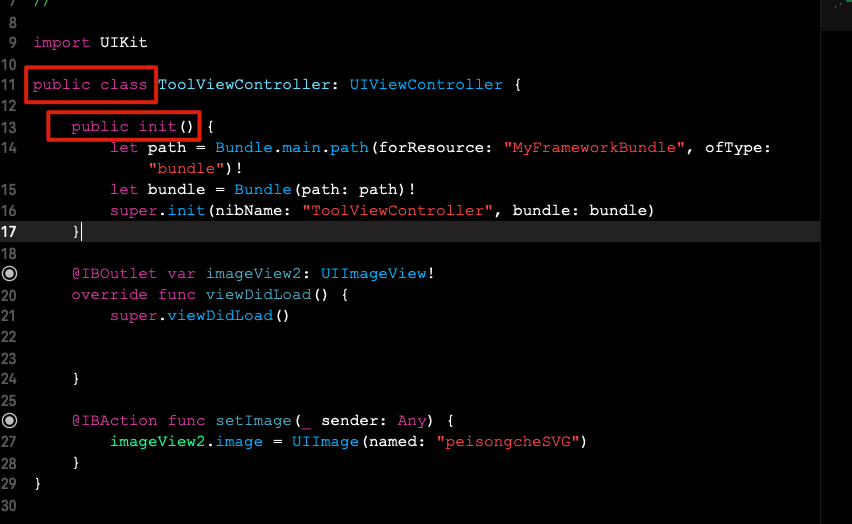 7 //
8
9 import UIKit
10
11 public class ToolViewController: UIViewController {
12
13 public init() {
14 let path = Bundle.main.path(forResource: "MyFrameworkBundle", ofType:
"bundle")!
15 let bundle = Bundle(path: path)!
16 super.init(nibName: "ToolViewController", bundle: bundle)
17 }
18
@IBOutlet var imageView2: UIImageView!
20 override func viewDidLoad() {
21 super.viewDidLoad()
22
23
24 }
25
@IBAction func setImage(_ sender: Any) {
27 imageView2.image = UIImage(named: "peisongcheSVG")
28 }
29 }
30